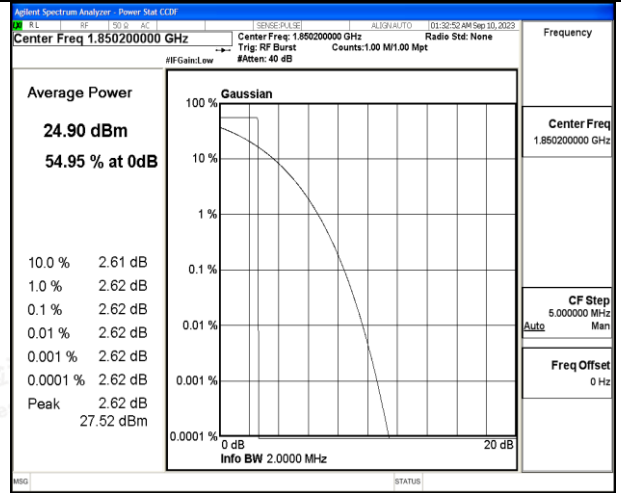 Agilent Spectrum Analyzer - Power Stat CCDF
RL RF 50 Ω AC SENSE:PULSE ALIGNAUTO 01:32:52 AM Sep 10, 2023
Center Freq 1.850200000 GHz
Center Freq: 1.850200000 GHz Radio Std: None
Trig: RF Burst Counts:1.00 M/1.00 Mpt
#IFGain:Low #Atten: 40 dB
Average Power
24.90 dBm
54.95 % at 0dB
10.0 % 2.61 dB
1.0 % 2.62 dB
0.1 % 2.62 dB
0.01 % 2.62 dB
0.001 % 2.62 dB
0.0001 % 2.62 dB
Peak 2.62 dB
27.52 dBm
Gaussian
100 %
10 %
1 %
0.1 %
0.01 %
0.001 %
0.0001 %
0 dB 20 dB
Info BW 2.0000 MHz
Frequency
Center Freq
1.850200000 GHz
CF Step
5.000000 MHz
Auto Man
Freq Offset
0 Hz
MSG STATUS